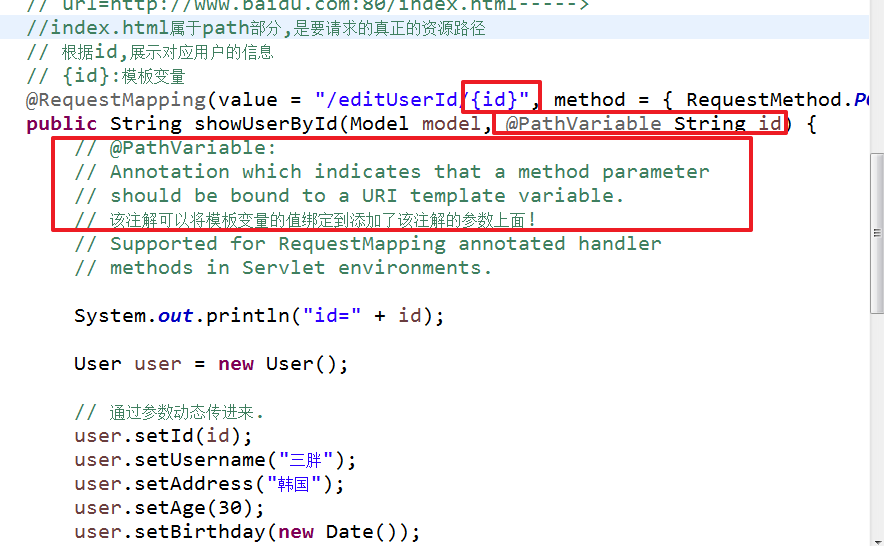 // url=http://www.baidu.com:80/index.html----->
//index.html属于path部分,是要请求的真正的资源路径
// 根据id,展示对应用户的信息
// {id}:模板变量
@RequestMapping(value = "/editUserId/{id}", method = { RequestMethod.PO
public String showUserById(Model model, @PathVariable String id) {
// @PathVariable:
// Annotation which indicates that a method parameter
// should be bound to a URI template variable.
// 该注解可以将模板变量的值绑定到添加了该注解的参数上面!
// Supported for RequestMapping annotated handler
// methods in Servlet environments.
System.out.println("id=" + id);
User user = new User();
// 通过参数动态传进来.
user.setId(id);
user.setUsername("三胖");
user.setAddress("韩国");
user.setAge(30);
user.setBirthday(new Date());